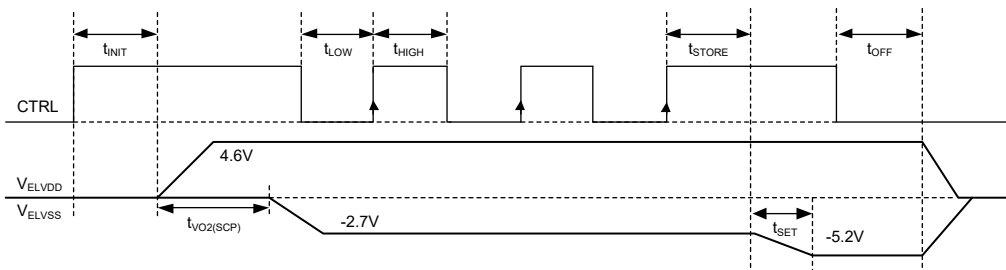 tINIT
tLOW
tHIGH
tSTORE
tOFF
CTRL
4.6V
VELVDD
VELVSS
tVO2(SCP)
-2.7V
tSET
-5.2V